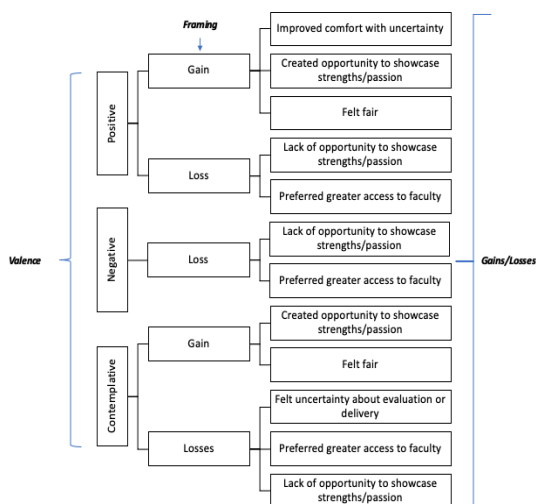 Framing
Improved comfort with uncertainty
Gain
Created opportunity to showcase
strengths/passion
Felt fair
Positive
Loss
Lack of opportunity to showcase
strengths/passion
Preferred greater access to faculty
Valence
Negative
Loss
Lack of opportunity to showcase
strengths/passion
Preferred greater access to faculty
Gains/Losses
Contemplative
Gain
Created opportunity to showcase
strengths/passion
Felt fair
Losses
Felt uncertainty about evaluation or
delivery
Preferred greater access to faculty
Lack of opportunity to showcase
strengths/passion